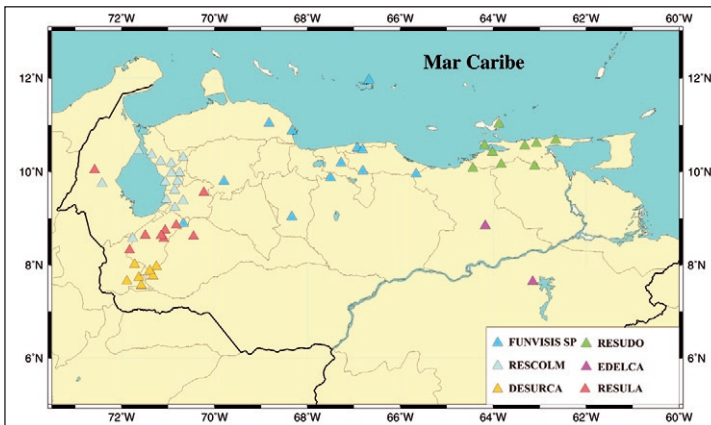 72°W 70°W 68°W 66°W 64°W 62°W 60°W
Mar Caribe
12°N 12°N
10°N 10°N
8°N 8°N
6°N 6°N
FUNVISIS SP RESUDO
RESCOLM EDELCA
DESURCA RESULA
72°W 70°W 68°W 66°W 64°W 62°W 60°W